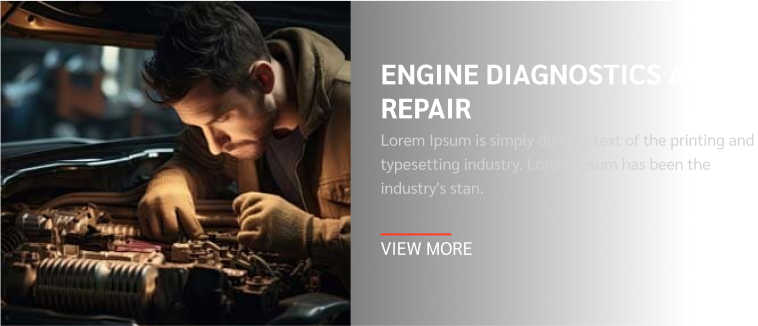 ENGINE DIAGNOSTICS A
REPAIR
Lorem Ipsum is simply text of the printing and
typesetting industry. Lorem Ipsum has been the
industry's stan.
VIEW MORE